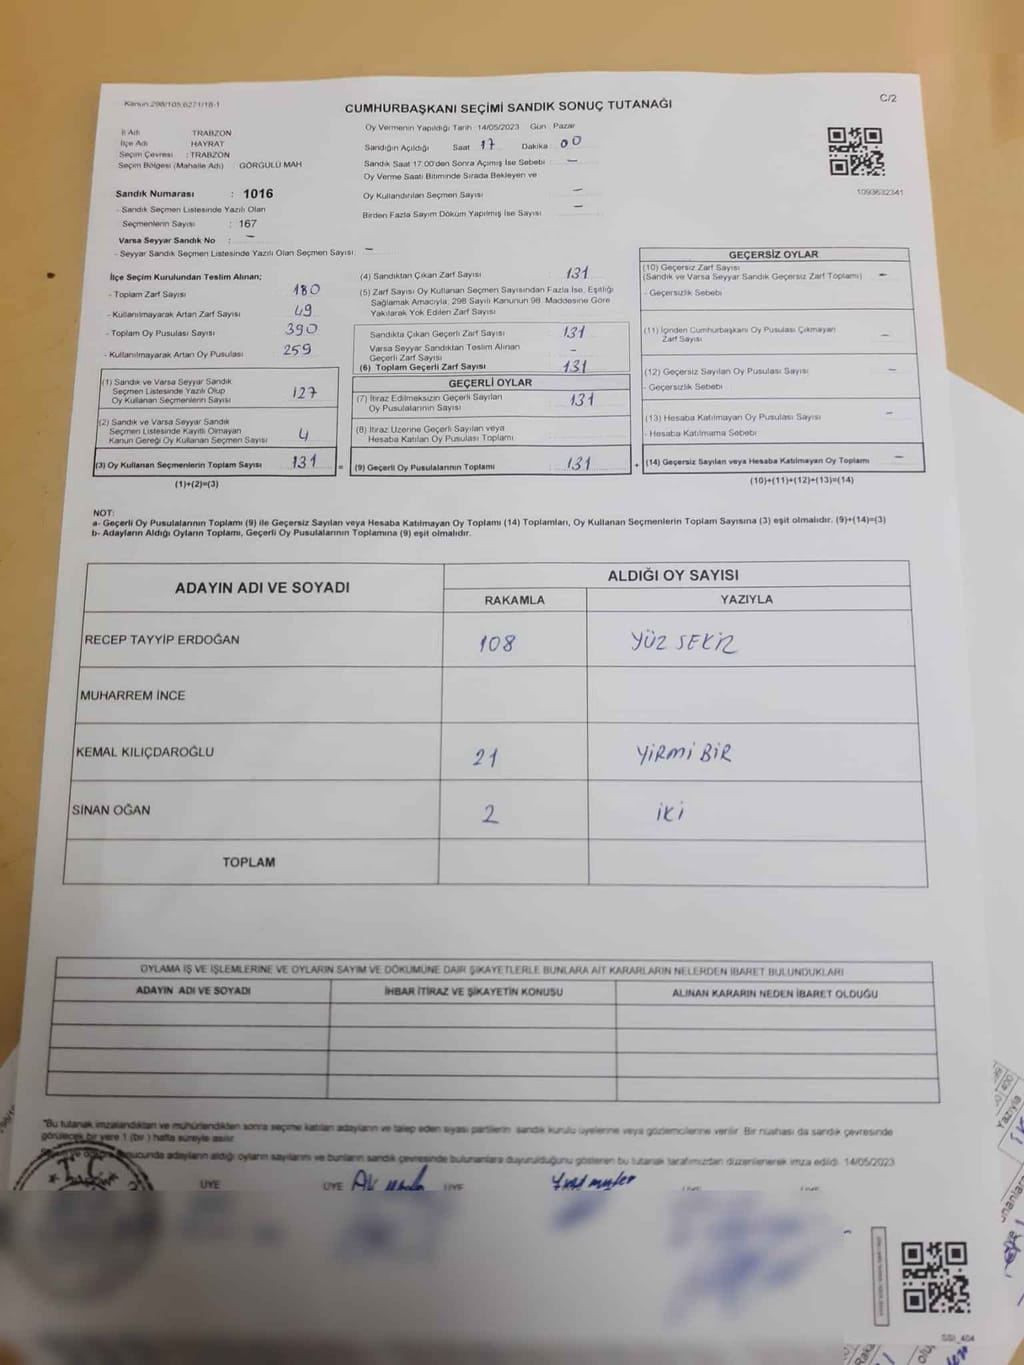 Kanun:298/105;6271/18-1
C/2
CUMHURBAŞKANI SEÇİMİ SANDIK SONUÇ TUTANAĞI
İl Adı : TRABZON
İlçe Adı : HAYRAT
Seçim Çevresi : TRABZON
Seçim Bölgesi (Mahalle Adı) : GÖRGÜLÜ MAH
Sandık Numarası : 1016
- Sandık Seçmen Listesinde Yazılı Olan
Seçmenlerin Sayısı : 167
Varsa Seyyar Sandık No : -
- Seyyar Sandık Seçmen Listesinde Yazılı Olan Seçmen Sayısı: -
Oy Vermenin Yapıldığı Tarih : 14/05/2023 Gün : Pazar
Sandığın Açıldığı Saat 17 Dakika : 00
Sandık Saat 17:00'den Sonra Açılmış İse Sebebi : -
Oy Verme Saati Bitiminde Sırada Bekleyen ve
Oy Kullandırılan Seçmen Sayısı : -
Birden Fazla Sayım Döküm Yapılmış İse Sayısı : -
1093632341
İlçe Seçim Kurulundan Teslim Alınan;
- Toplam Zarf Sayısı : 180
- Kullanılmayarak Artan Zarf Sayısı : 49
- Toplam Oy Pusulası Sayısı : 390
- Kullanılmayarak Artan Oy Pusulası : 259
(1) Sandık ve Varsa Seyyar Sandık
Seçmen Listesinde Yazılı Olup
Oy Kullanan Seçmenlerin Sayısı : 127
(2) Sandık ve Varsa Seyyar Sandık
Seçmen Listesinde Kayıtlı Olmayan
Kanun Gereği Oy Kullanan Seçmen Sayısı : 4
(3) Oy Kullanan Seçmenlerin Toplam Sayısı : 131 =
(1)+(2)=(3)
(4) Sandıktan Çıkan Zarf Sayısı : 131
(5) Zarf Sayısı Oy Kullanan Seçmen Sayısından Fazla İse, Eşitliği
Sağlamak Amacıyla; 298 Sayılı Kanunun 98. Maddesine Göre
Yakılarak Yok Edilen Zarf Sayısı :
Sandıkta Çıkan Geçerli Zarf Sayısı : 131
Varsa Seyyar Sandıktan Teslim Alınan
Geçerli Zarf Sayısı : -
(6) Toplam Geçerli Zarf Sayısı : 131
GEÇERLİ OYLAR
(7) İtiraz Edilmeksizin Geçerli Sayılan
Oy Pusulalarının Sayısı : 131
(8) İtiraz Üzerine Geçerli Sayılan veya
Hesaba Katılan Oy Pusulası Toplamı :
(9) Geçerli Oy Pusulalarının Toplamı : 131 +
GEÇERSİZ OYLAR
(10) Geçersiz Zarf Sayısı
(Sandık ve Varsa Seyyar Sandık Geçersiz Zarf Toplamı) : -
- Geçersizlik Sebebi :
(11) İçinden Cumhurbaşkanı Oy Pusulası Çıkmayan
Zarf Sayısı : -
(12) Geçersiz Sayılan Oy Pusulası Sayısı : -
- Geçersizlik Sebebi :
(13) Hesaba Katılmayan Oy Pusulası Sayısı : -
- Hesaba Katılmama Sebebi :
(14) Geçersiz Sayılan veya Hesaba Katılmayan Oy Toplamı : -
(10)+(11)+(12)+(13)=(14)
NOT:
a- Geçerli Oy Pusulalarının Toplamı (9) ile Geçersiz Sayılan veya Hesaba Katılmayan Oy Toplamı (14) Toplamları, Oy Kullanan Seçmenlerin Toplam Sayısına (3) eşit olmalıdır. (9)+(14)=(3)
b- Adayların Aldığı Oyların Toplamı, Geçerli Oy Pusulalarının Toplamına (9) eşit olmalıdır.
ADAYIN ADI VE SOYADI
ALDIĞI OY SAYISI
RAKAMLA YAZIYLA
RECEP TAYYİP ERDOĞAN 108 YÜZ SEKİZ
MUHARREM İNCE
KEMAL KILIÇDAROĞLU 21 YİRMİ BİR
SİNAN OĞAN 2 İKİ
TOPLAM
OYLAMA İŞ VE İŞLEMLERİNE VE OYLARIN SAYIM VE DÖKÜMÜNE DAİR ŞİKAYETLERLE BUNLARA AİT KARARLARIN NELERDEN İBARET BULUNDUKLARI
ADAYIN ADI VE SOYADI İHBAR İTİRAZ VE ŞİKAYETİN KONUSU ALINAN KARARIN NEDEN İBARET OLDUĞU
*Bu tutanak imzalandıktan ve mühürlendikten sonra seçime katılan adayların ve talep eden siyasi partilerin sandık kurulu üyelerine veya gözlemcilerine verilir. Bir nüshası da sandık çevresinde
görülecek bir yere 1 (bir ) hafta süreyle asılır.
sonucunda adayların aldığı oyların sayılarını ve bunların sandık çevresinde bulunanlara duyurulduğunu gösteren bu tutanak tarafımızdan düzenlenerek imza edildi. 14/05/2023
T.C.
ÜYE ÜYE ÜYE
SSI_404
Yazıyla